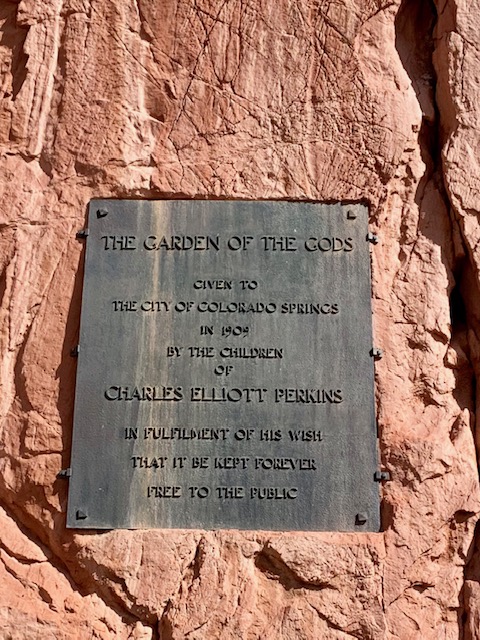 THE GARDEN OF THE GODS
GIVEN TO
THE CITY OF COLORADO SPRINGS
IN 1909
BY THE CHILDREN
OF
CHARLES ELLIOTT PERKINS
IN FULFILMENT OF HIS WISH
THAT IT BE KEPT FOREVER
FREE TO THE PUBLIC